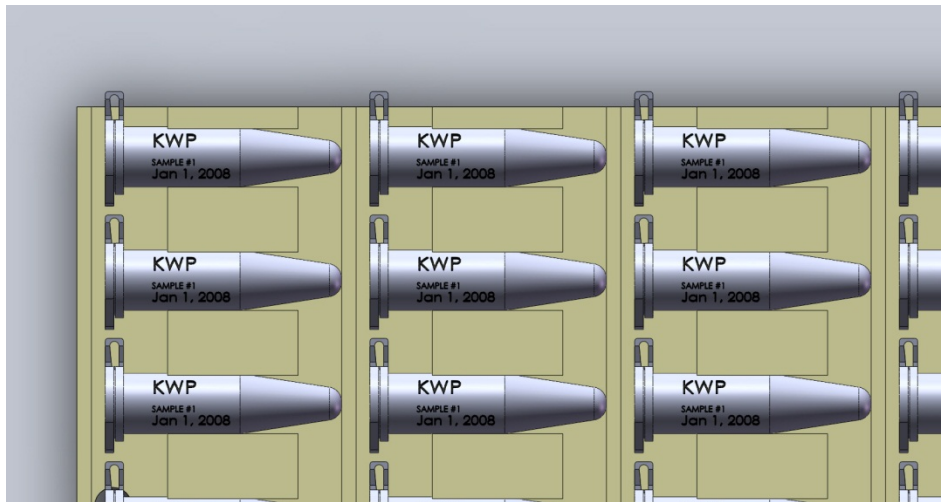 KWP
SAMPLE #1
Jan 1, 2008
KWP
SAMPLE #1
Jan 1, 2008
KWP
SAMPLE #1
Jan 1, 2008
KWP
SAMPLE #1
Jan 1, 2008
KWP
SAMPLE #1
Jan 1, 2008
KWP
SAMPLE #1
Jan 1, 2008
KWP
SAMPLE #1
Jan 1, 2008
KWP
SAMPLE #1
Jan 1, 2008
KWP
SAMPLE #1
Jan 1, 2008